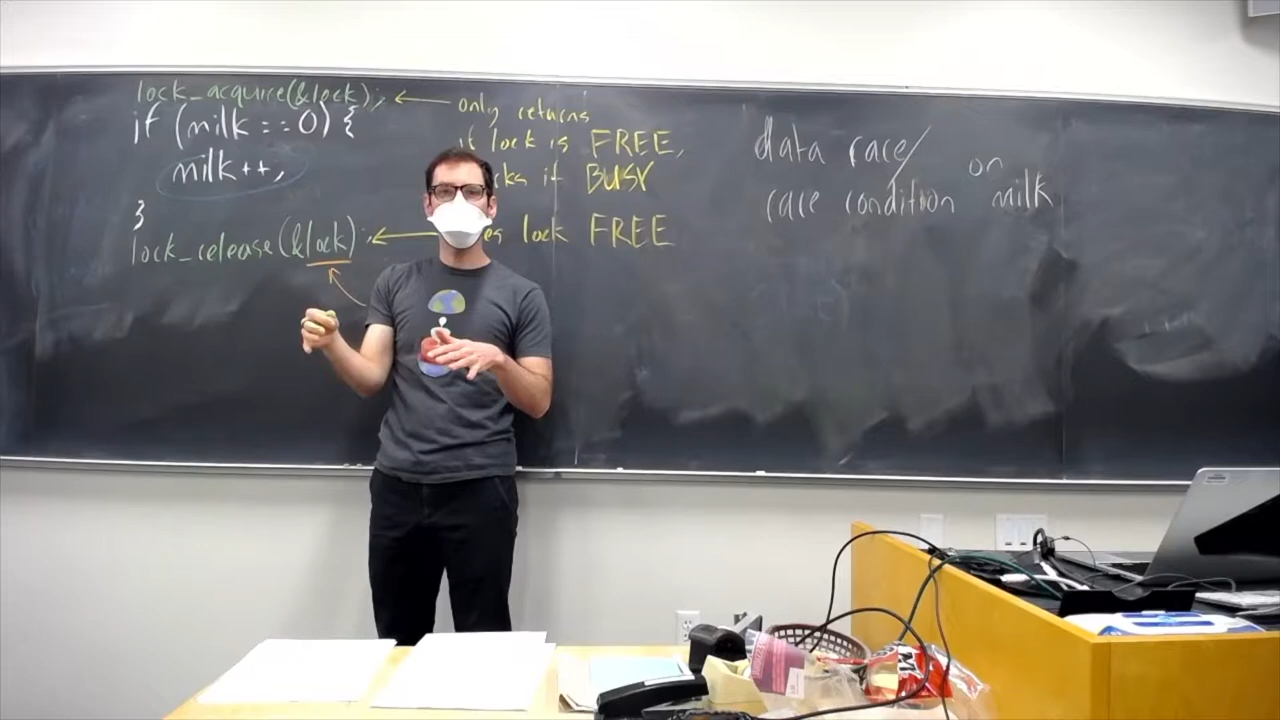 lock_acquire(&lock);
if (milk == 0) {
milk++;
}
lock_release(&lock);
only returns
if lock is FREE,
if BUSY
lock FREE
data race/
race condition
on
milk